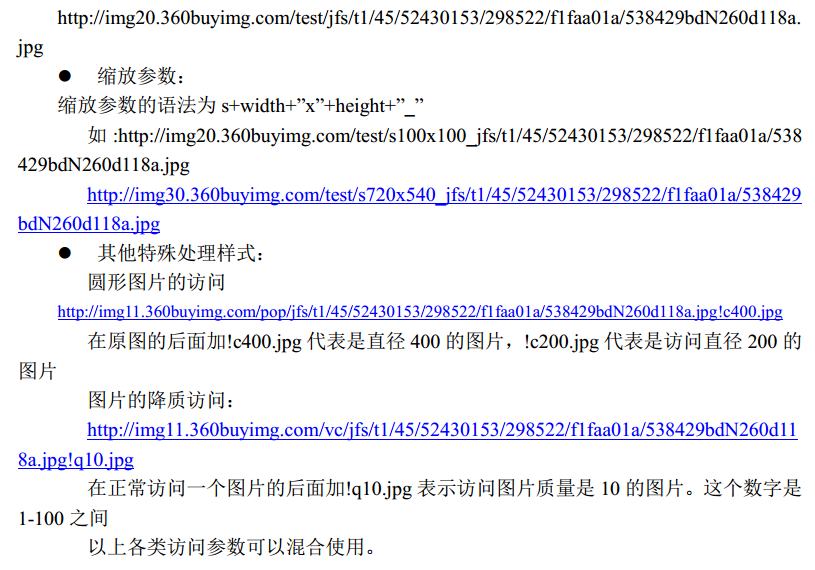 http://img20.360buyimg.com/test/jfs/t1/45/52430153/298522/f1faa01a/538429bdN260d118a.
jpg
● 缩放参数：
缩放参数的语法为 s+width+”x”+height+”_”
如 :http://img20.360buyimg.com/test/s100x100_jfs/t1/45/52430153/298522/f1faa01a/538
429bdN260d118a.jpg
http://img30.360buyimg.com/test/s720x540_jfs/t1/45/52430153/298522/f1faa01a/538429
bdN260d118a.jpg
● 其他特殊处理样式：
圆形图片的访问
http://img11.360buyimg.com/pop/jfs/t1/45/52430153/298522/f1faa01a/538429bdN260d118a.jpg!c400.jpg
在原图的后面加!c400.jpg 代表是直径 400 的图片，!c200.jpg 代表是访问直径 200 的
图片
图片的降质访问：
http://img11.360buyimg.com/vc/jfs/t1/45/52430153/298522/f1faa01a/538429bdN260d11
8a.jpg!q10.jpg
在正常访问一个图片的后面加!q10.jpg 表示访问图片质量是 10 的图片。这个数字是
1-100 之间
以上各类访问参数可以混合使用。